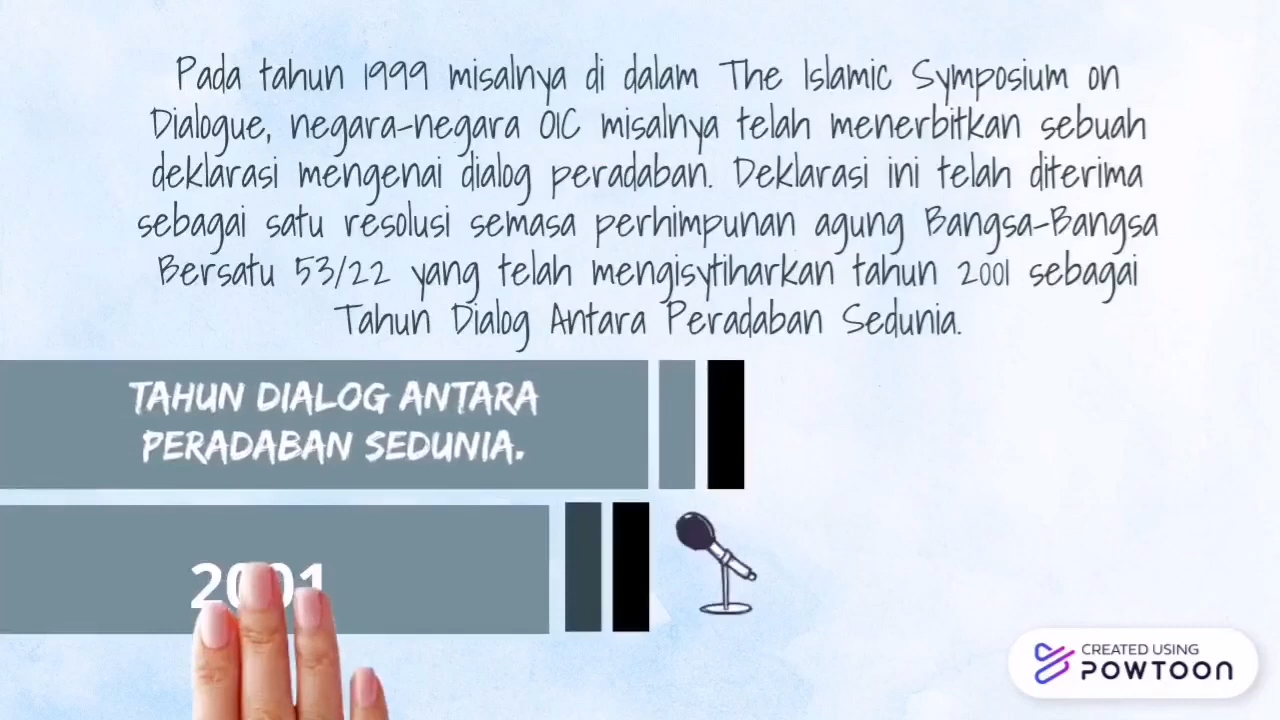 Pada tahun 1999 misalnya di dalam The Islamic Symposium on
Dialogue, negara-negara OIC misalnya telah menerbitkan sebuah
deklarasi mengenai dialog peradaban. Deklarasi ini telah diterima
sebagai satu resolusi semasa perhimpunan agung Bangsa-Bangsa
Bersatu 53/22 yang telah mengisytiharkan tahun 2001 sebagai
Tahun Dialog Antara Peradaban Sedunia.
TAHUN DIALOG ANTARA
PERADABAN SEDUNIA.
2001
CREATED USING
POWTOON